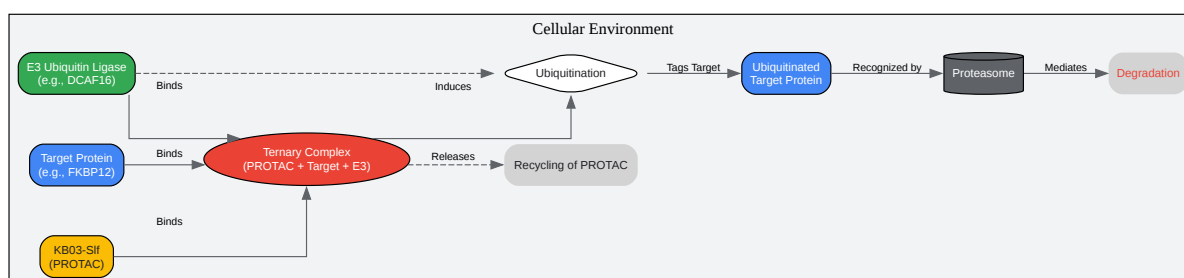 Cellular Environment
E3 Ubiquitin Ligase
(e.g., DCAF16)
Binds
Induces
Ubiquitination
Tags Target
Ubiquitinated
Target Protein
Recognized by
Proteasome
Mediates
Degradation
Target Protein
(e.g., FKBP12)
Binds
Ternary Complex
(PROTAC + Target + E3)
Releases
Recycling of PROTAC
Binds
KB03-Slf
(PROTAC)